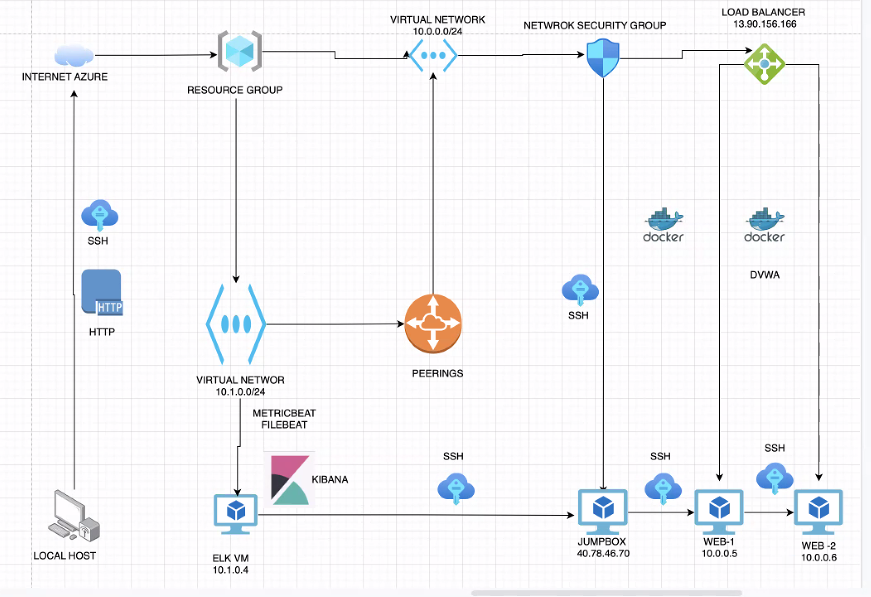 LOAD BALANCER
13.90.156.166
VIRTUAL NETWORK
10.0.0.0/24
NETWROK SECURITY GROUP
INTERNET AZURE
RESOURCE GROUP
SSH
docker
docker
HTTP
DVWA
HTTP
SSH
PEERINGS
VIRTUAL NETWOR
10.1.0.0/24
METRICBEAT
FILEBEAT
KIBANA
SSH
SSH
SSH
LOCAL HOST
ELK VM
10.1.0.4
JUMPBOX
40.78.46.70
WEB-1
10.0.0.5
WEB -2
10.0.0.6